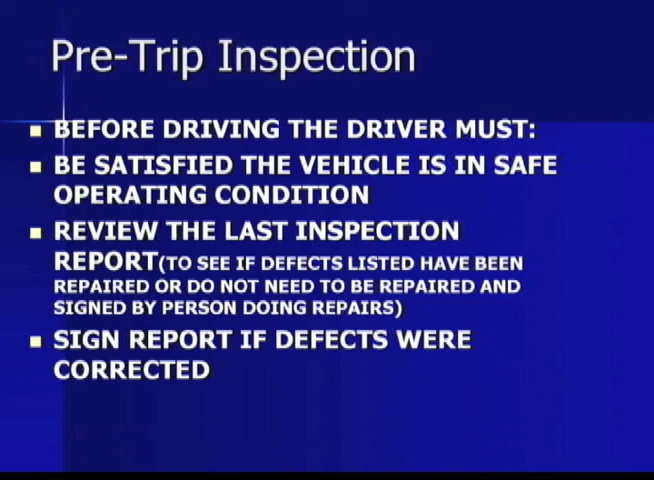 Pre-Trip Inspection
BEFORE DRIVING THE DRIVER MUST:
BE SATISFIED THE VEHICLE IS IN SAFE
OPERATING CONDITION
REVIEW THE LAST INSPECTION
REPORT(TO SEE IF DEFECTS LISTED HAVE BEEN
REPAIRED OR DO NOT NEED TO BE REPAIRED AND
SIGNED BY PERSON DOING REPAIRS)
SIGN REPORT IF DEFECTS WERE
CORRECTED